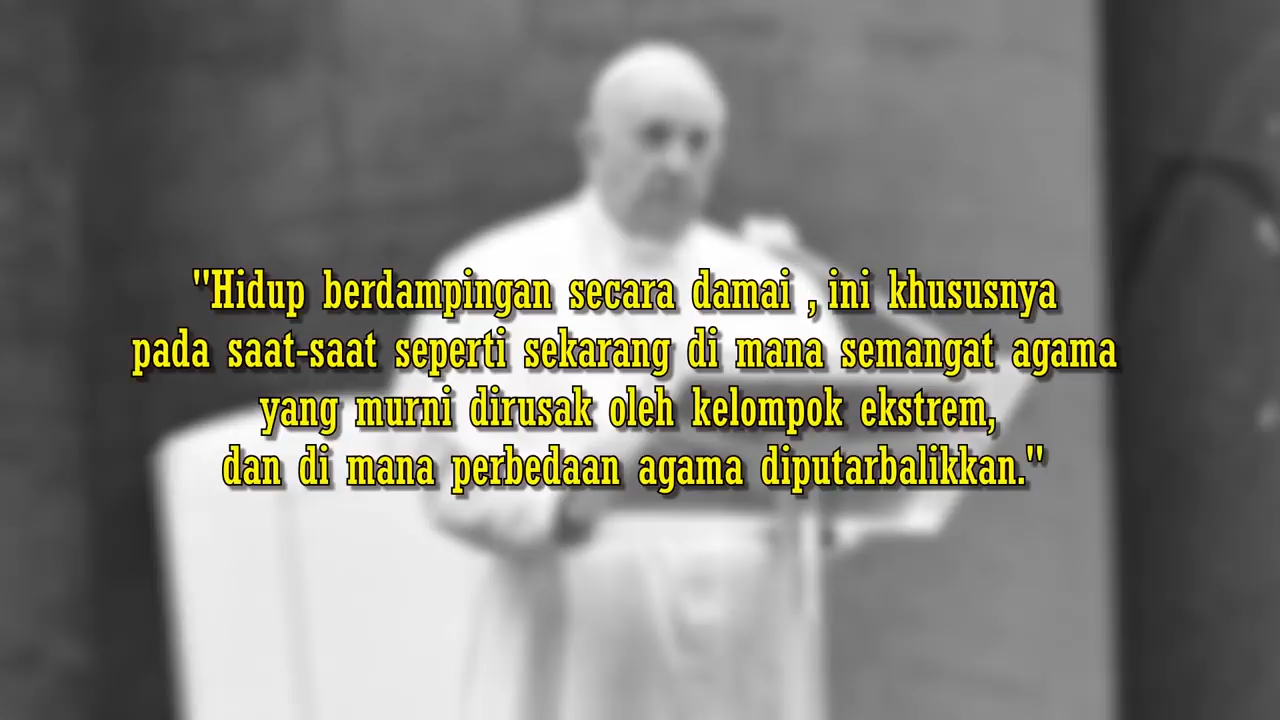 "Hidup berdampingan secara damai , ini khususnya
pada saat-saat seperti sekarang di mana semangat agama
yang murni dirusak oleh kelompok ekstrem,
dan di mana perbedaan agama diputarbalikkan."